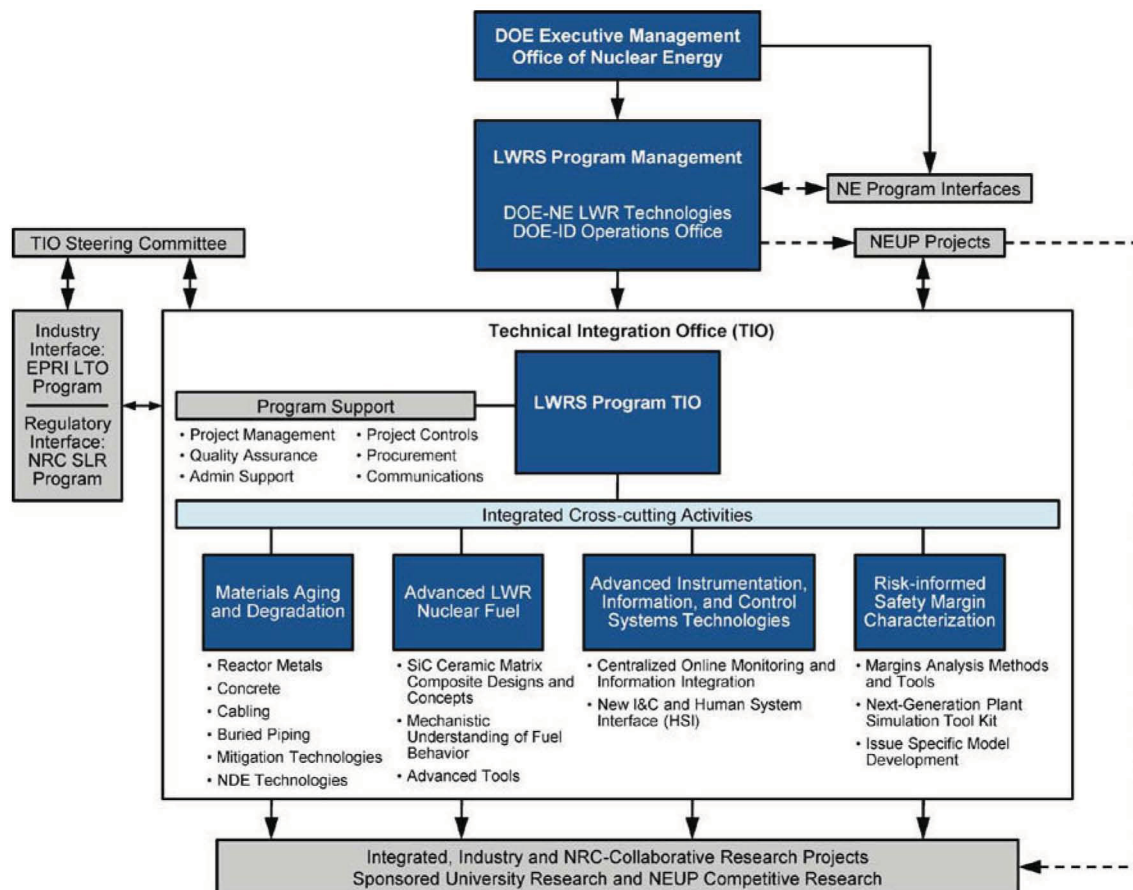 DOE Executive Management
Office of Nuclear Energy
LWRS Program Management
DOE-NE LWR Technologies
DOE-ID Operations Office
NE Program Interfaces
NEUP Projects
TIO Steering Committee
Industry
Interface:
EPRI LTO
Program
Regulatory
Interface:
NRC SLR
Program
Technical Integration Office (TIO)
LWRS Program TIO
Program Support
• Project Management
• Quality Assurance
• Admin Support
• Project Controls
• Procurement
• Communications
Integrated Cross-cutting Activities
Materials Aging
and Degradation
• Reactor Metals
• Concrete
• Cabling
• Buried Piping
• Mitigation Technologies
• NDE Technologies
Advanced LWR
Nuclear Fuel
• SiC Ceramic Matrix
Composite Designs and
Concepts
• Mechanistic
Understanding of Fuel
Behavior
• Advanced Tools
Advanced Instrumentation,
Information, and Control
Systems Technologies
• Centralized Online Monitoring and
Information Integration
• New I&C and Human System
Interface (HSI)
Risk-informed
Safety Margin
Characterization
• Margins Analysis Methods
and Tools
• Next-Generation Plant
Simulation Tool Kit
• Issue Specific Model
Development
Integrated, Industry and NRC-Collaborative Research Projects
Sponsored University Research and NEUP Competitive Research